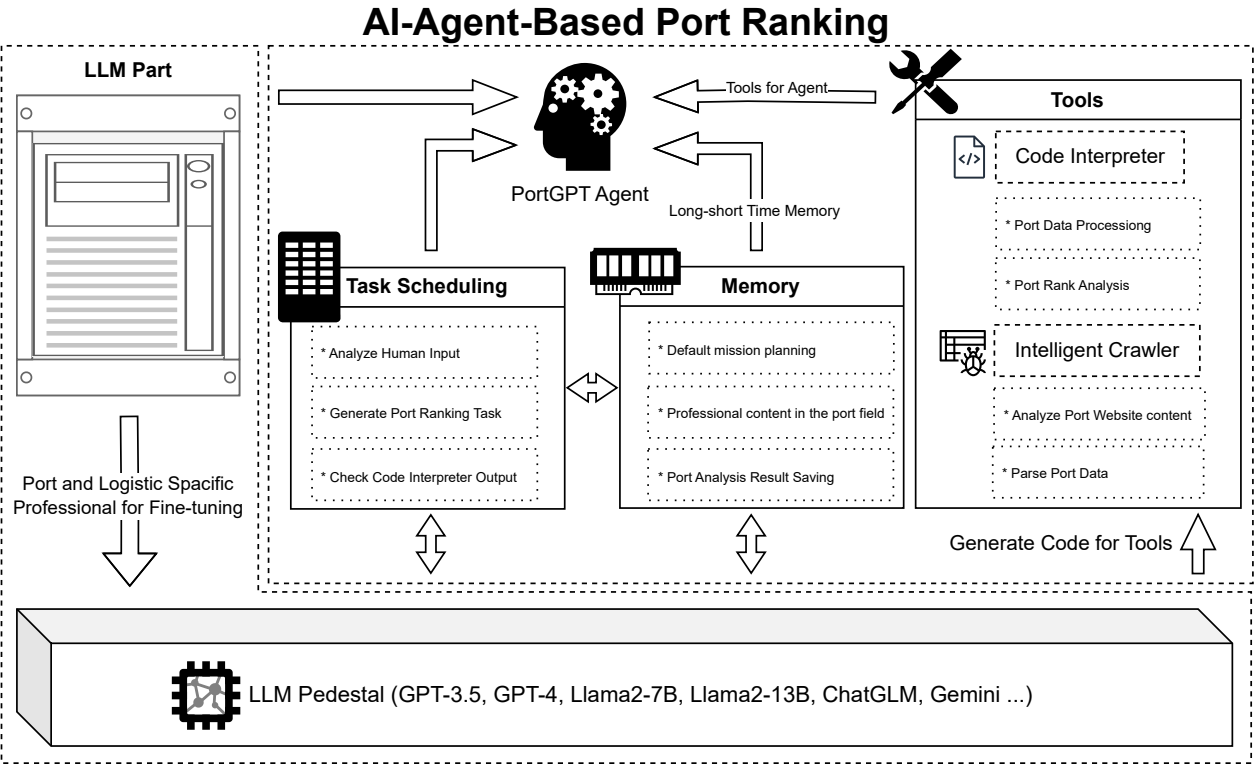 AI-Agent-Based Port Ranking
LLM Part
Port and Logistic Spacific
Professional for Fine-tuning
PortGPT Agent
Tools for Agent
Long-short Time Memory
Task Scheduling
* Analyze Human Input
* Generate Port Ranking Task
* Check Code Interpreter Output
Memory
* Default mission planning
* Professional content in the port field
* Port Analysis Result Saving
Tools
</>
Code Interpreter
* Port Data Processiong
* Port Rank Analysis
Intelligent Crawler
* Analyze Port Website content
* Parse Port Data
Generate Code for Tools
LLM Pedestal (GPT-3.5, GPT-4, Llama2-7B, Llama2-13B, ChatGLM, Gemini ...)